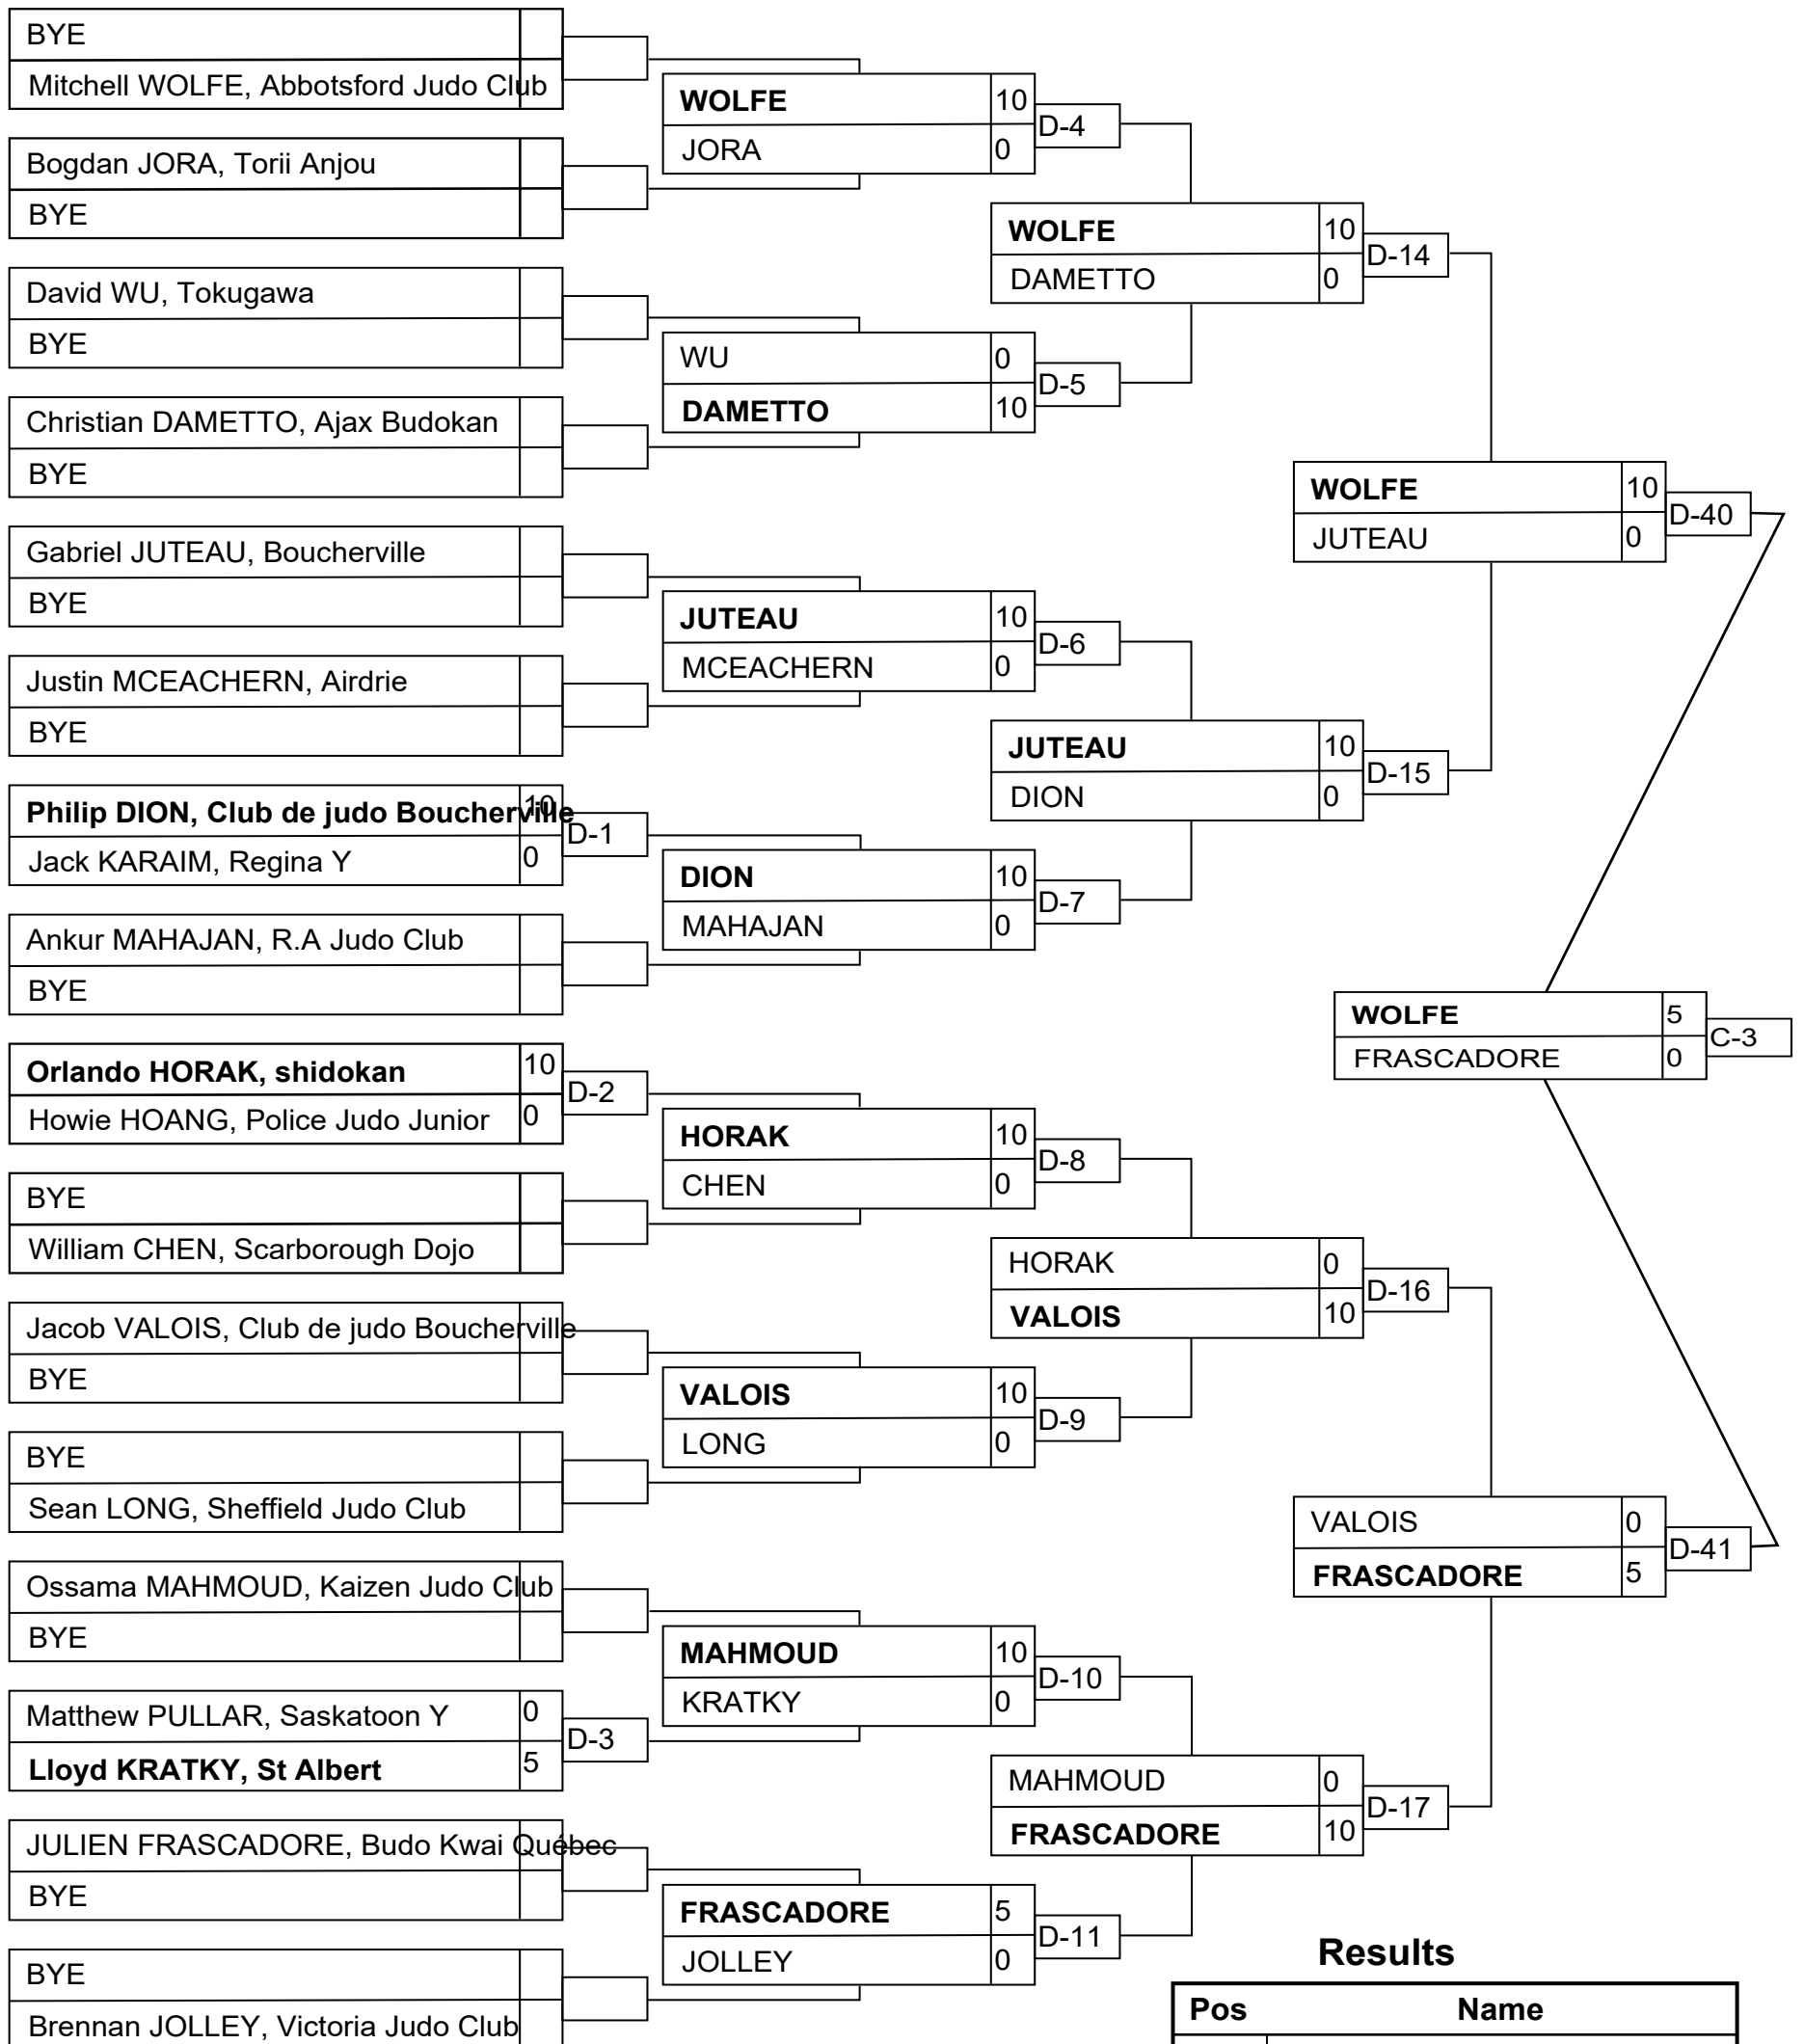 BYE
Mitchell WOLFE, Abbotsford Judo Club
Bogdan JORA, Torii Anjou
BYE
David WU, Tokugawa
BYE
Christian DAMETTO, Ajax Budokan
BYE
Gabriel JUTEAU, Boucherville
BYE
Justin MCEACHERN, Airdrie
BYE
Philip DION, Club de judo Boucherville 10
D-1
Jack KARAIM, Regina Y 0
Ankur MAHAJAN, R.A Judo Club
BYE
Orlando HORAK, shidokan 10
D-2
Howie HOANG, Police Judo Junior 0
BYE
William CHEN, Scarborough Dojo
Jacob VALOIS, Club de judo Boucherville
BYE
BYE
Sean LONG, Sheffield Judo Club
Ossama MAHMOUD, Kaizen Judo Club
BYE
Matthew PULLAR, Saskatoon Y 0
D-3
Lloyd KRATKY, St Albert 5
JULIEN FRASCADORE, Budo Kwai Québec
BYE
BYE
Brennan JOLLEY, Victoria Judo Club
WOLFE 10
D-4
JORA 0
WU 0
D-5
DAMETTO 10
JUTEAU 10
D-6
MCEACHERN 0
DION 10
D-7
MAHAJAN 0
HORAK 10
D-8
CHEN 0
VALOIS 10
D-9
LONG 0
MAHMOUD 10
D-10
KRATKY 0
FRASCADORE 5
D-11
JOLLEY 0
WOLFE 10
D-14
DAMETTO 0
JUTEAU 10
D-15
DION 0
HORAK 0
D-16
VALOIS 10
MAHMOUD 0
D-17
FRASCADORE 10
WOLFE 10
D-40
JUTEAU 0
VALOIS 0
D-41
FRASCADORE 5
WOLFE 5
C-3
FRASCADORE 0
Results
Pos Name